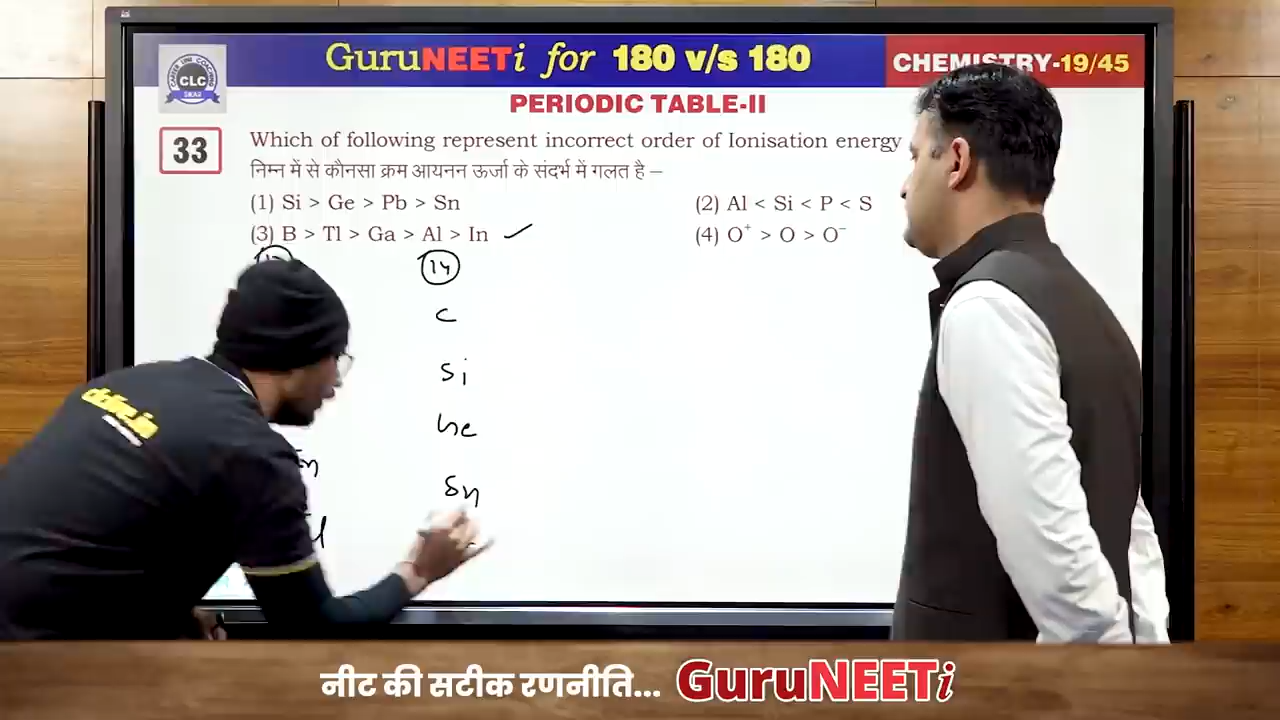 GuruNEETi for 180 v/s 180
CHEMISTRY-19/45
CLC
SIKAR
PERIODIC TABLE-II
33
Which of following represent incorrect order of Ionisation energy
निम्न में से कौनसा क्रम आयनन ऊर्जा के संदर्भ में गलत है –
(1) Si > Ge > Pb > Sn
(2) Al < Si < P < S
(3) B > Tl > Ga > Al > In ✓
(4) O⁺ > O > O⁻
14
C
Si
Ge
Sn
नीट की सटीक रणनीति... GuruNEETi